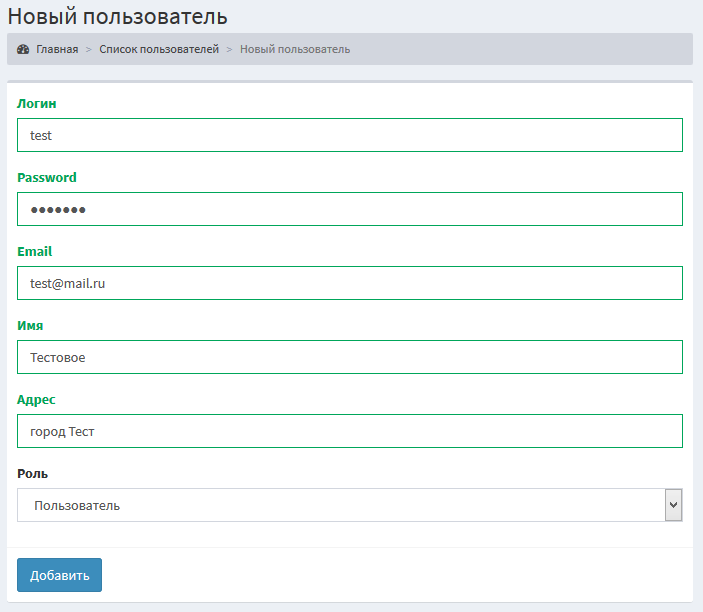 Новый пользователь
Главная > Список пользователей > Новый пользователь
Логин
test
Password
●●●●●●●
Email
test@mail.ru
Имя
Тестовое
Адрес
город Тест
Роль
Пользователь
Добавить